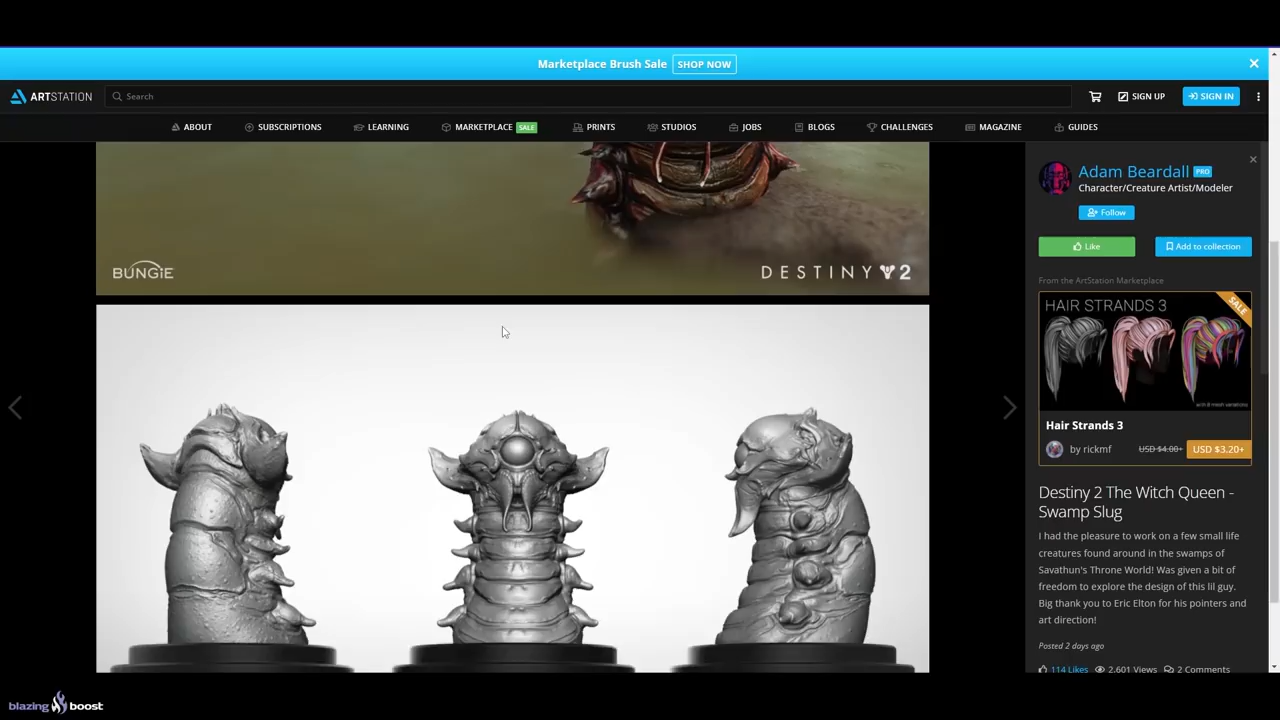 Marketplace Brush Sale SHOP NOW
ARTSTATION Search SIGN UP SIGN IN
ABOUT SUBSCRIPTIONS LEARNING MARKETPLACE SALE PRINTS STUDIOS JOBS BLOGS CHALLENGES MAGAZINE GUIDES
BUNGiE
DESTINY 2
Adam Beardall PRO
Character/Creature Artist/Modeler
Follow
Like Add to collection
From the ArtStation Marketplace
HAIR STRANDS 3
SALE
with 8 mesh variations
Hair Strands 3
by rickmf USD $4.00+ USD $3.20+
Destiny 2 The Witch Queen -
Swamp Slug
I had the pleasure to work on a few small life
creatures found around in the swamps of
Savathun's Throne World! Was given a bit of
freedom to explore the design of this lil guy.
Big thank you to Eric Elton for his pointers and
art direction!
Posted 2 days ago
114 Likes 2,601 Views 2 Comments
blazing boost